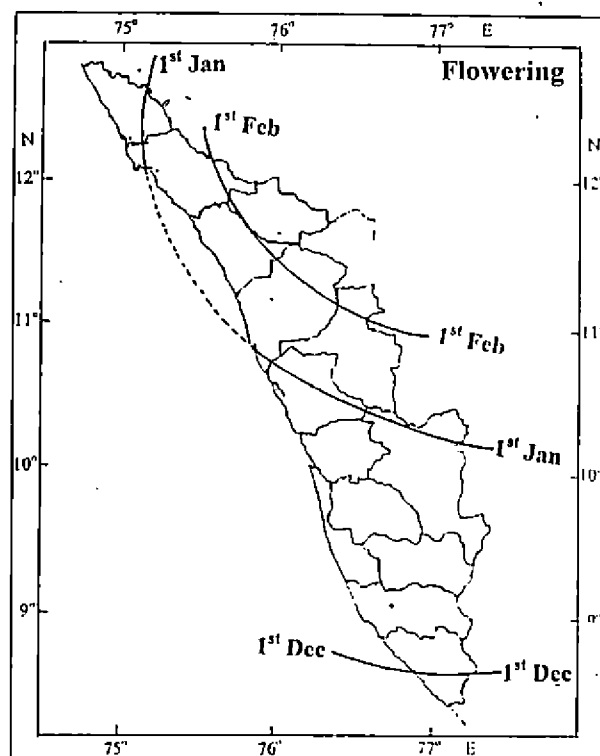 75° 76° 77° E
1st Jan
Flowering
1st Feb
N N
12° 12°
11° 11°
1st Feb
1st Jan
10° 10°
9° 9°
1st Dec 1st Dec
75° 76° 77° E